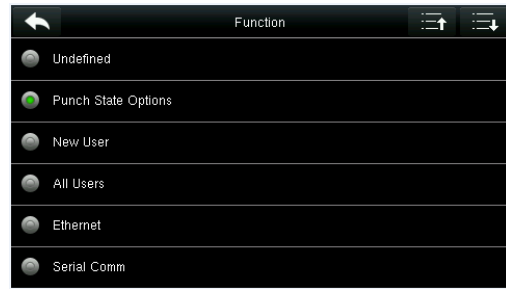 Function
Undefined
Punch State Options
New User
All Users
Ethernet
Serial Comm